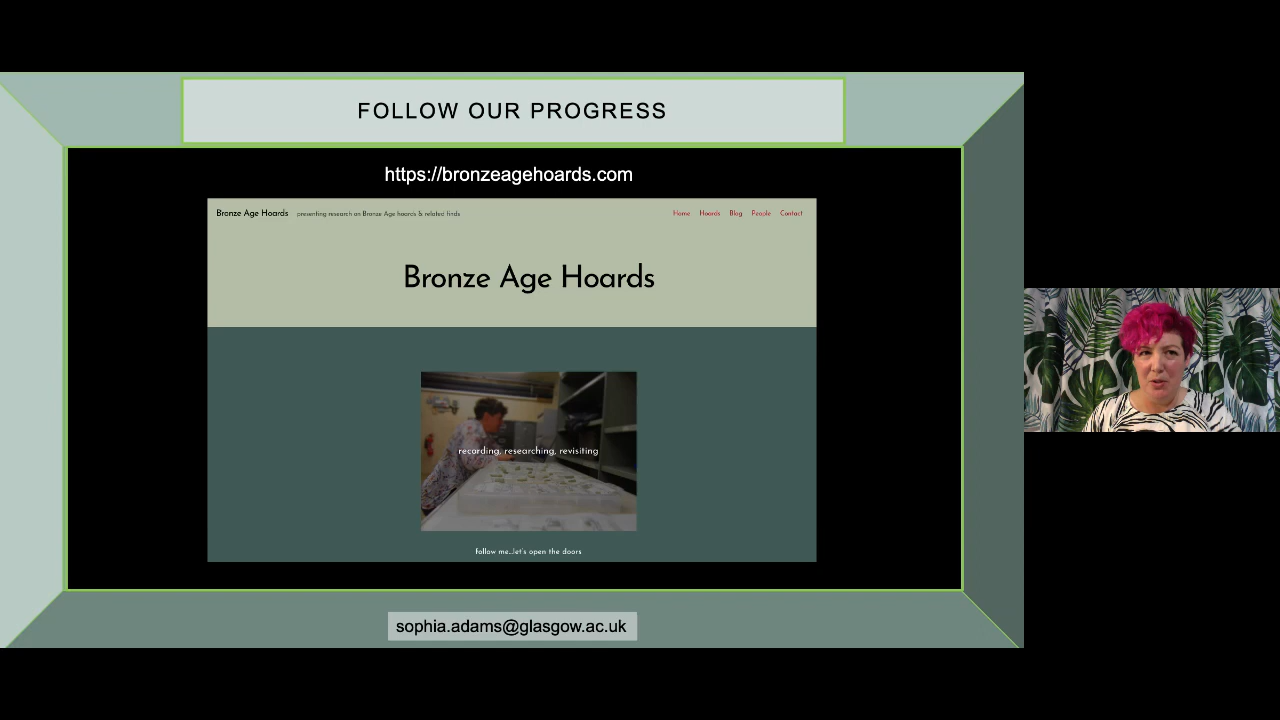 FOLLOW OUR PROGRESS
https://bronzeagehoards.com
Bronze Age Hoards presenting research on Bronze Age hoards & related finds Home Hoards Blog People Contact
Bronze Age Hoards
recording, researching, revisiting
follow me...let's open the doors
sophia.adams@glasgow.ac.uk